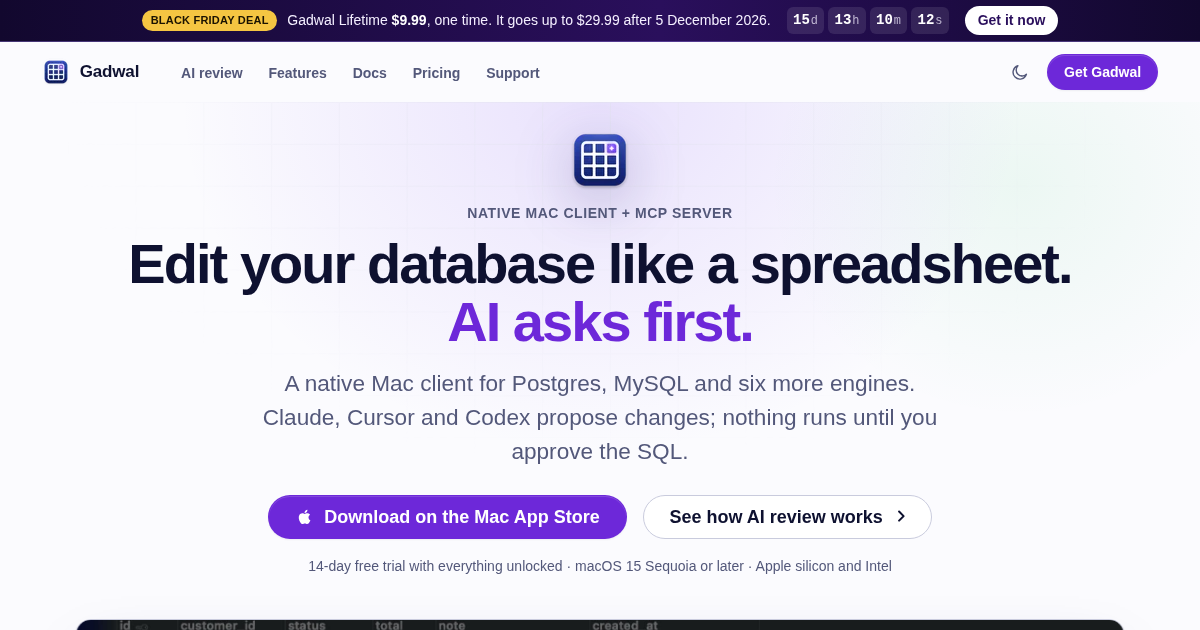 BLACK FRIDAY DEAL Gadwal Lifetime $9.99, one time. It goes up to $29.99 after 5 December 2026. 15d 13h 10m 12s Get it now
Gadwal AI review Features Docs Pricing Support Get Gadwal
NATIVE MAC CLIENT + MCP SERVER
Edit your database like a spreadsheet.
AI asks first.
A native Mac client for Postgres, MySQL and six more engines.
Claude, Cursor and Codex propose changes; nothing runs until you
approve the SQL.
Download on the Mac App Store See how AI review works
14-day free trial with everything unlocked · macOS 15 Sequoia or later · Apple silicon and Intel
id customer_id status total note created_at